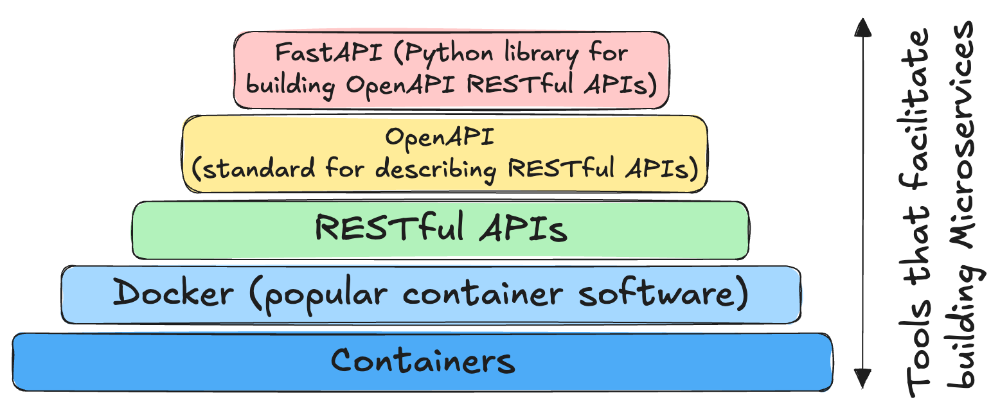 FastAPI (Python library for
building OpenAPI RESTful APIs)
OpenAPI
(standard for describing RESTful APIs)
RESTful APIs
Docker (popular container software)
Containers
Tools that facilitate
building Microservices